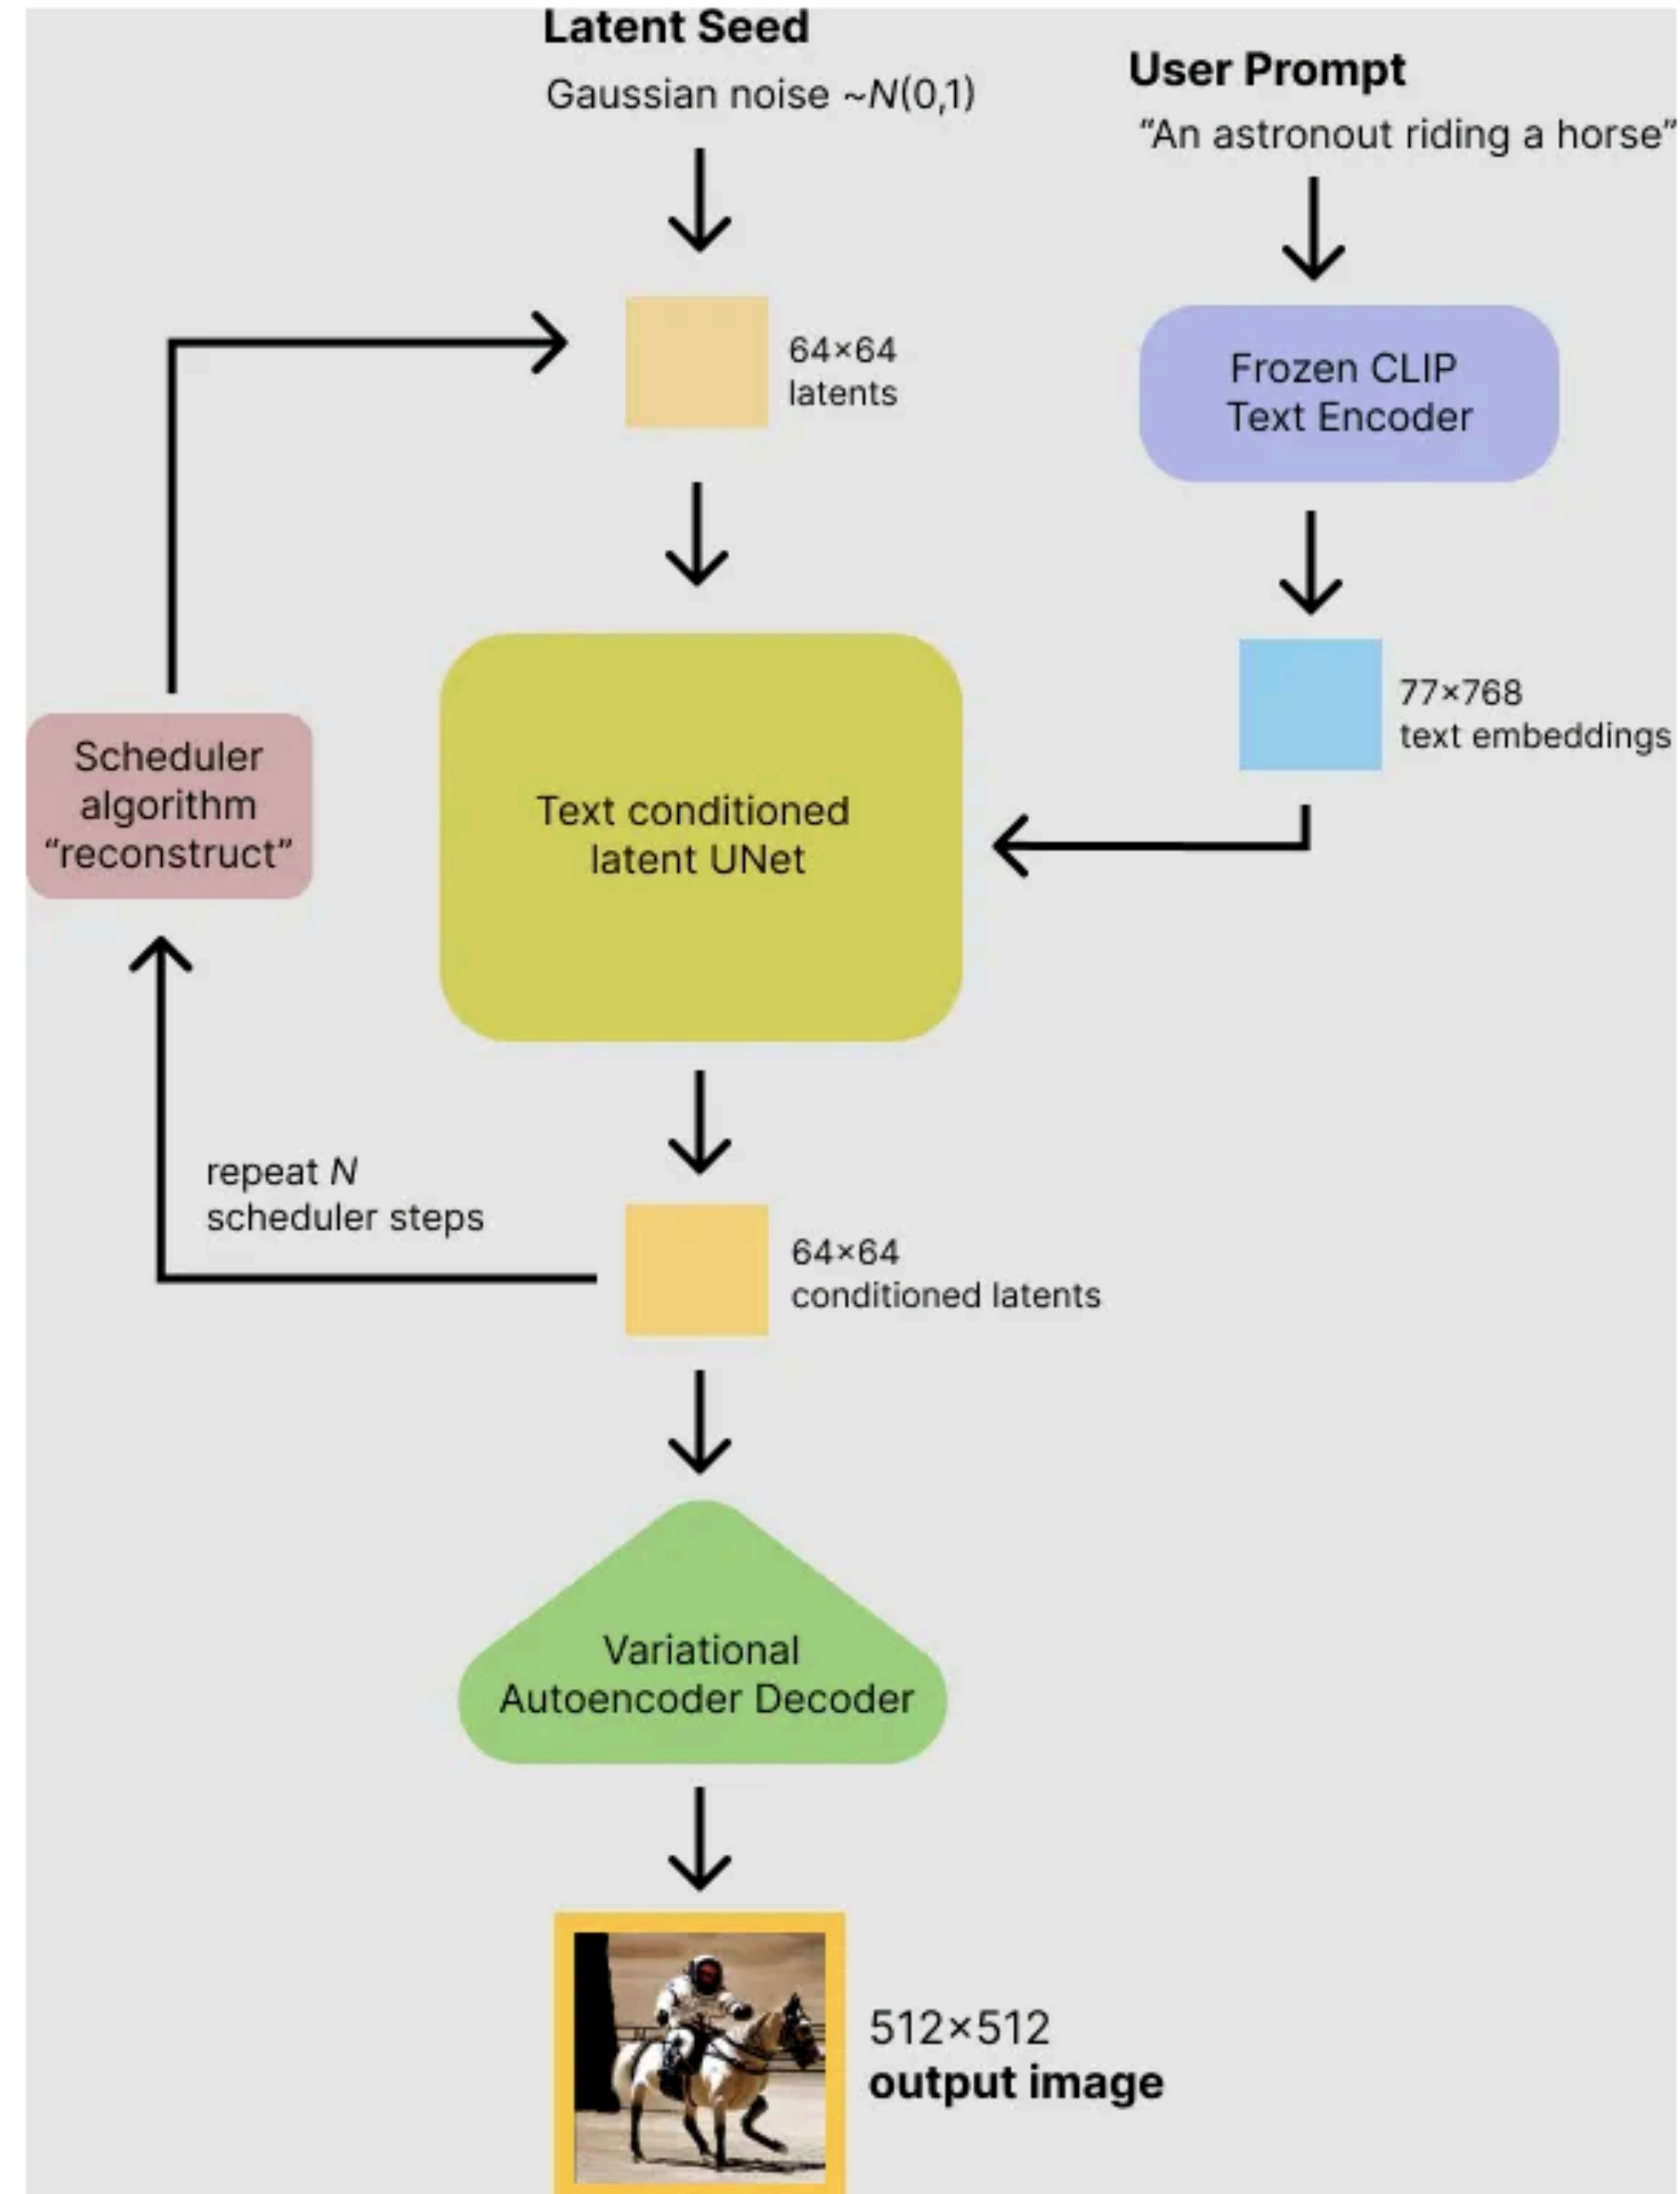 Latent Seed
Gaussian noise ~N(0,1)
User Prompt
“An astronout riding a horse”
64×64
latents
Frozen CLIP
Text Encoder
77×768
text embeddings
Scheduler
algorithm
“reconstruct”
Text conditioned
latent UNet
repeat N
scheduler steps
64×64
conditioned latents
Variational
Autoencoder Decoder
512×512
output image